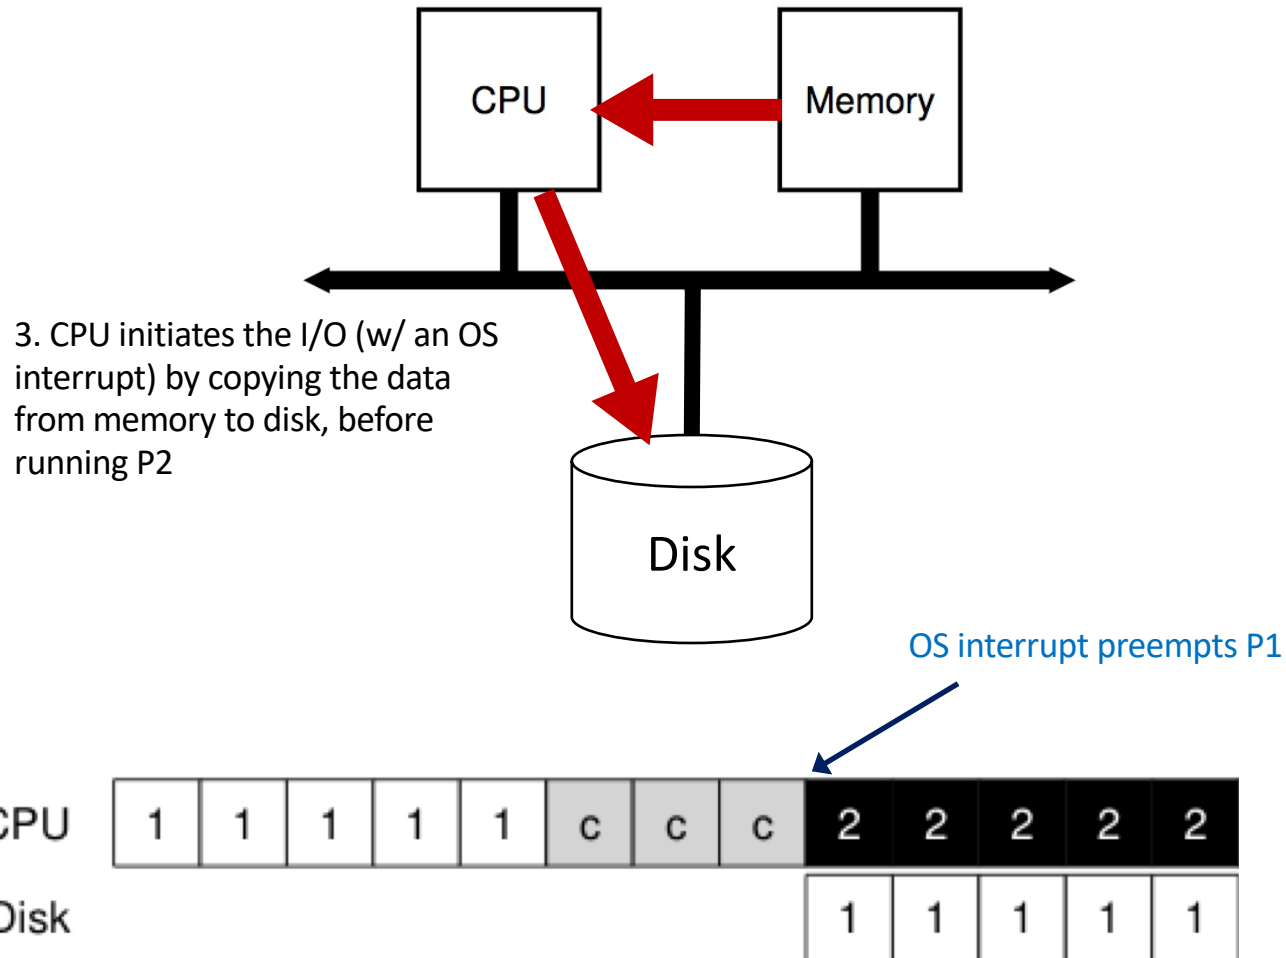 CPU
Memory
3. CPU initiates the I/O (w/ an OS
interrupt) by copying the data
from memory to disk, before
running P2
Disk
OS interrupt preempts P1
CPU 1 1 1 1 1 c c c 2 2 2 2 2
Disk 1 1 1 1 1